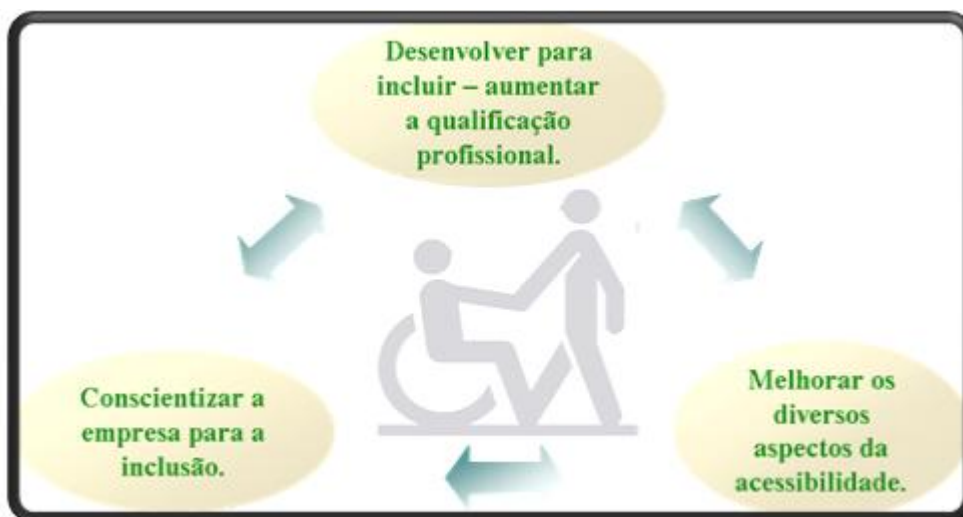 Desenvolver para
incluir – aumentar
a qualificação
profissional.
Conscientizar a
empresa para a
inclusão.
Melhorar os
diversos
aspectos da
acessibilidade.